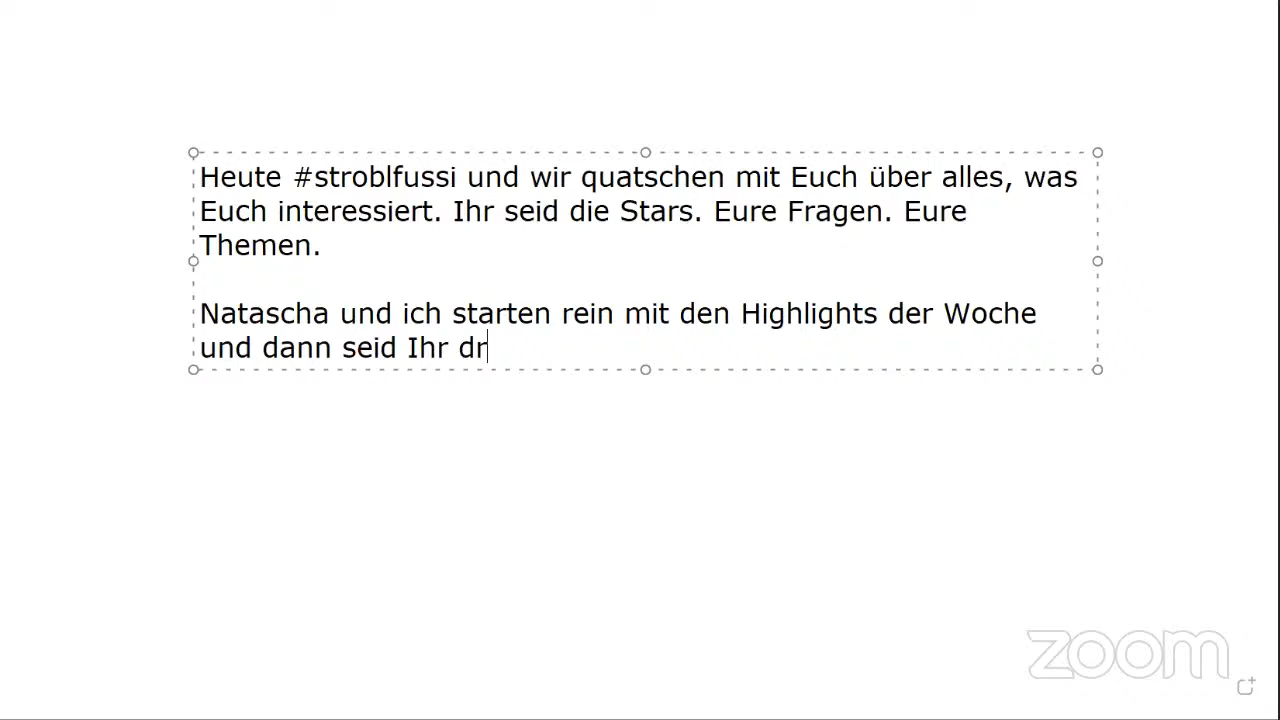 Heute #stroblfussi und wir quatschen mit Euch über alles, was
Euch interessiert. Ihr seid die Stars. Eure Fragen. Eure
Themen.
Natascha und ich starten rein mit den Highlights der Woche
und dann seid Ihr dr
zoom